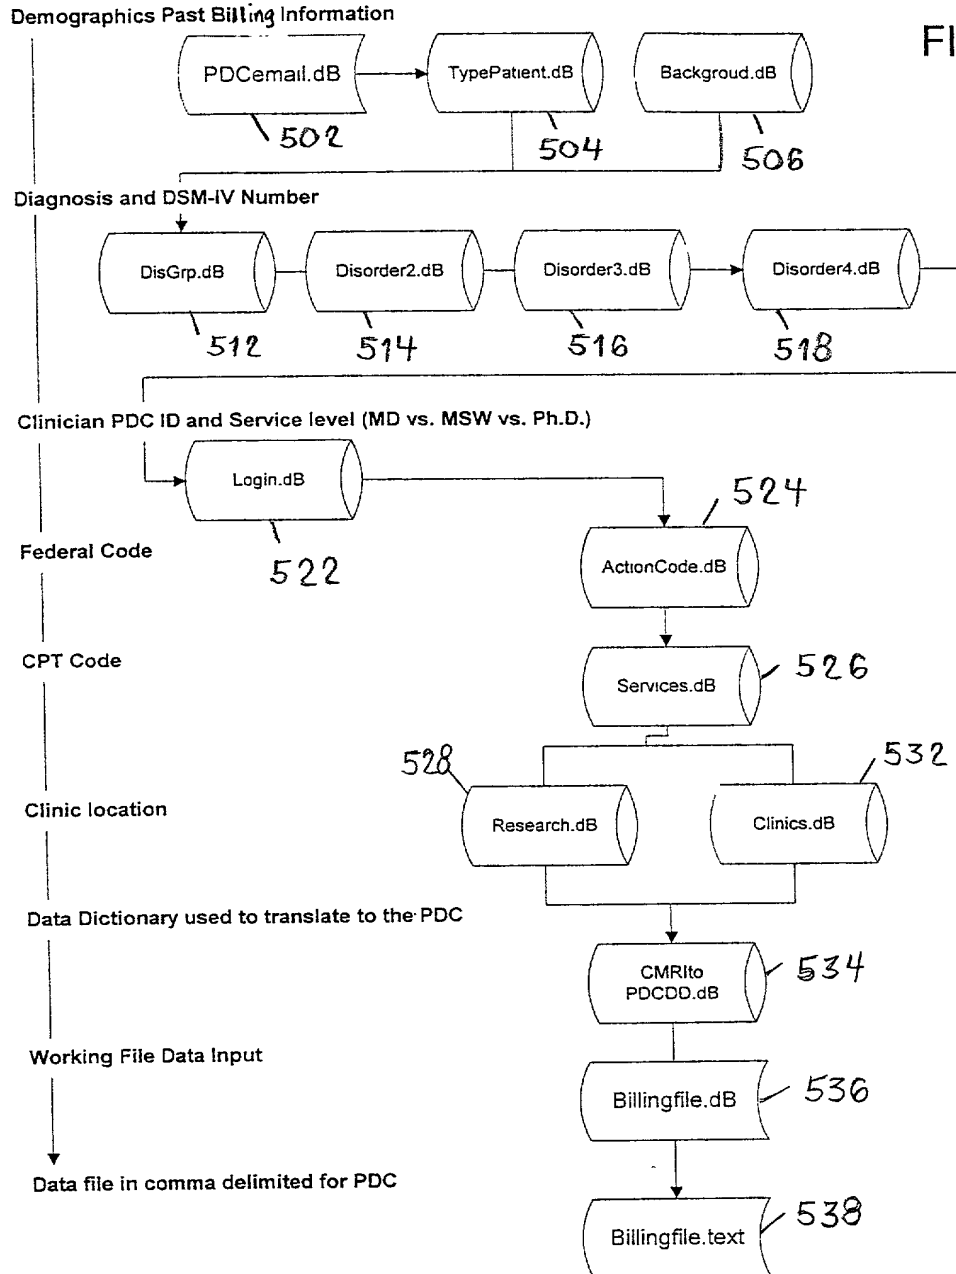 Demographics Past Billing Information
FI
PDCemail.dB
TypePatient.dB
Backgroud.dB
502
504
506
Diagnosis and DSM-IV Number
DisGrp.dB
Disorder2.dB
Disorder3.dB
Disorder4.dB
512
514
516
518
Clinician PDC ID and Service level (MD vs. MSW vs. Ph.D.)
Login.dB
524
522
Federal Code
ActionCode.dB
CPT Code
526
Services.dB
528
532
Clinic location
Research.dB
Clinics.dB
Data Dictionary used to translate to the PDC
CMRIto
PDCDD.dB
534
Working File Data Input
Billingfile.dB
536
Data file in comma delimited for PDC
538
Billingfile.text